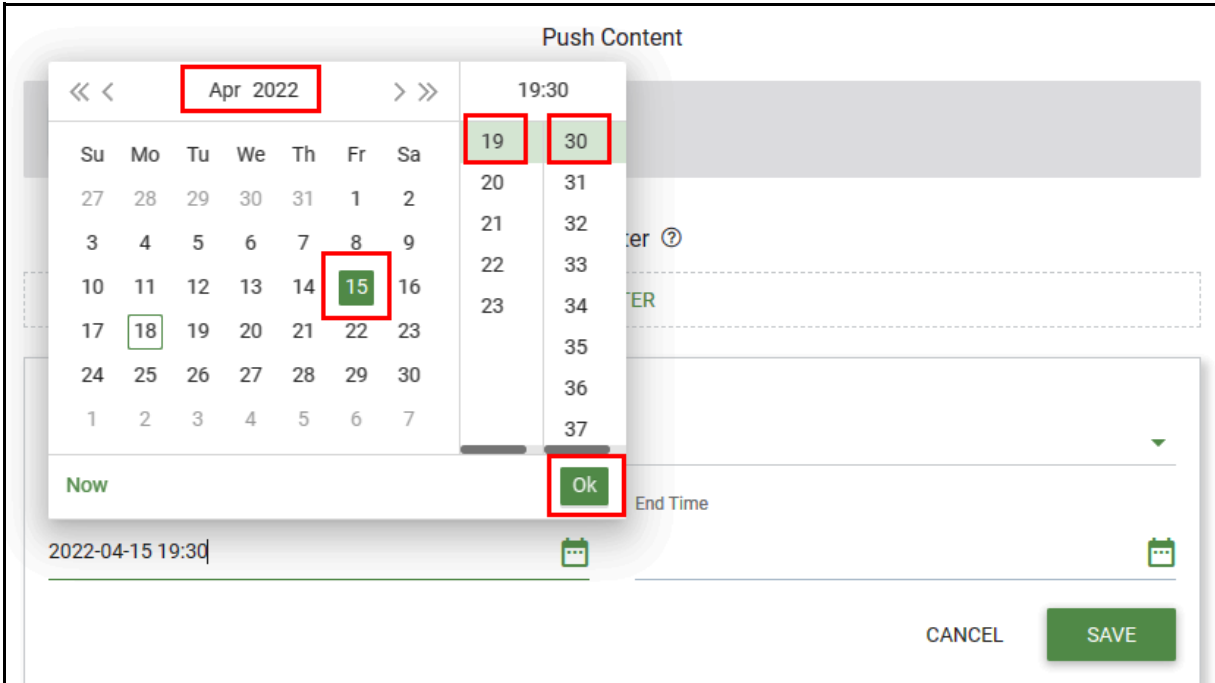 Push Content
Apr 2022
19:30
Su Mo Tu We Th Fr Sa
27 28 29 30 31 1 2
3 4 5 6 7 8 9
10 11 12 13 14 15 16
17 18 19 20 21 22 23
24 25 26 27 28 29 30
1 2 3 4 5 6 7
19 30
20 31
21 32
22 33
23 34
35
36
37
Now
Ok
ter
TER
End Time
2022-04-15 19:30
CANCEL
SAVE